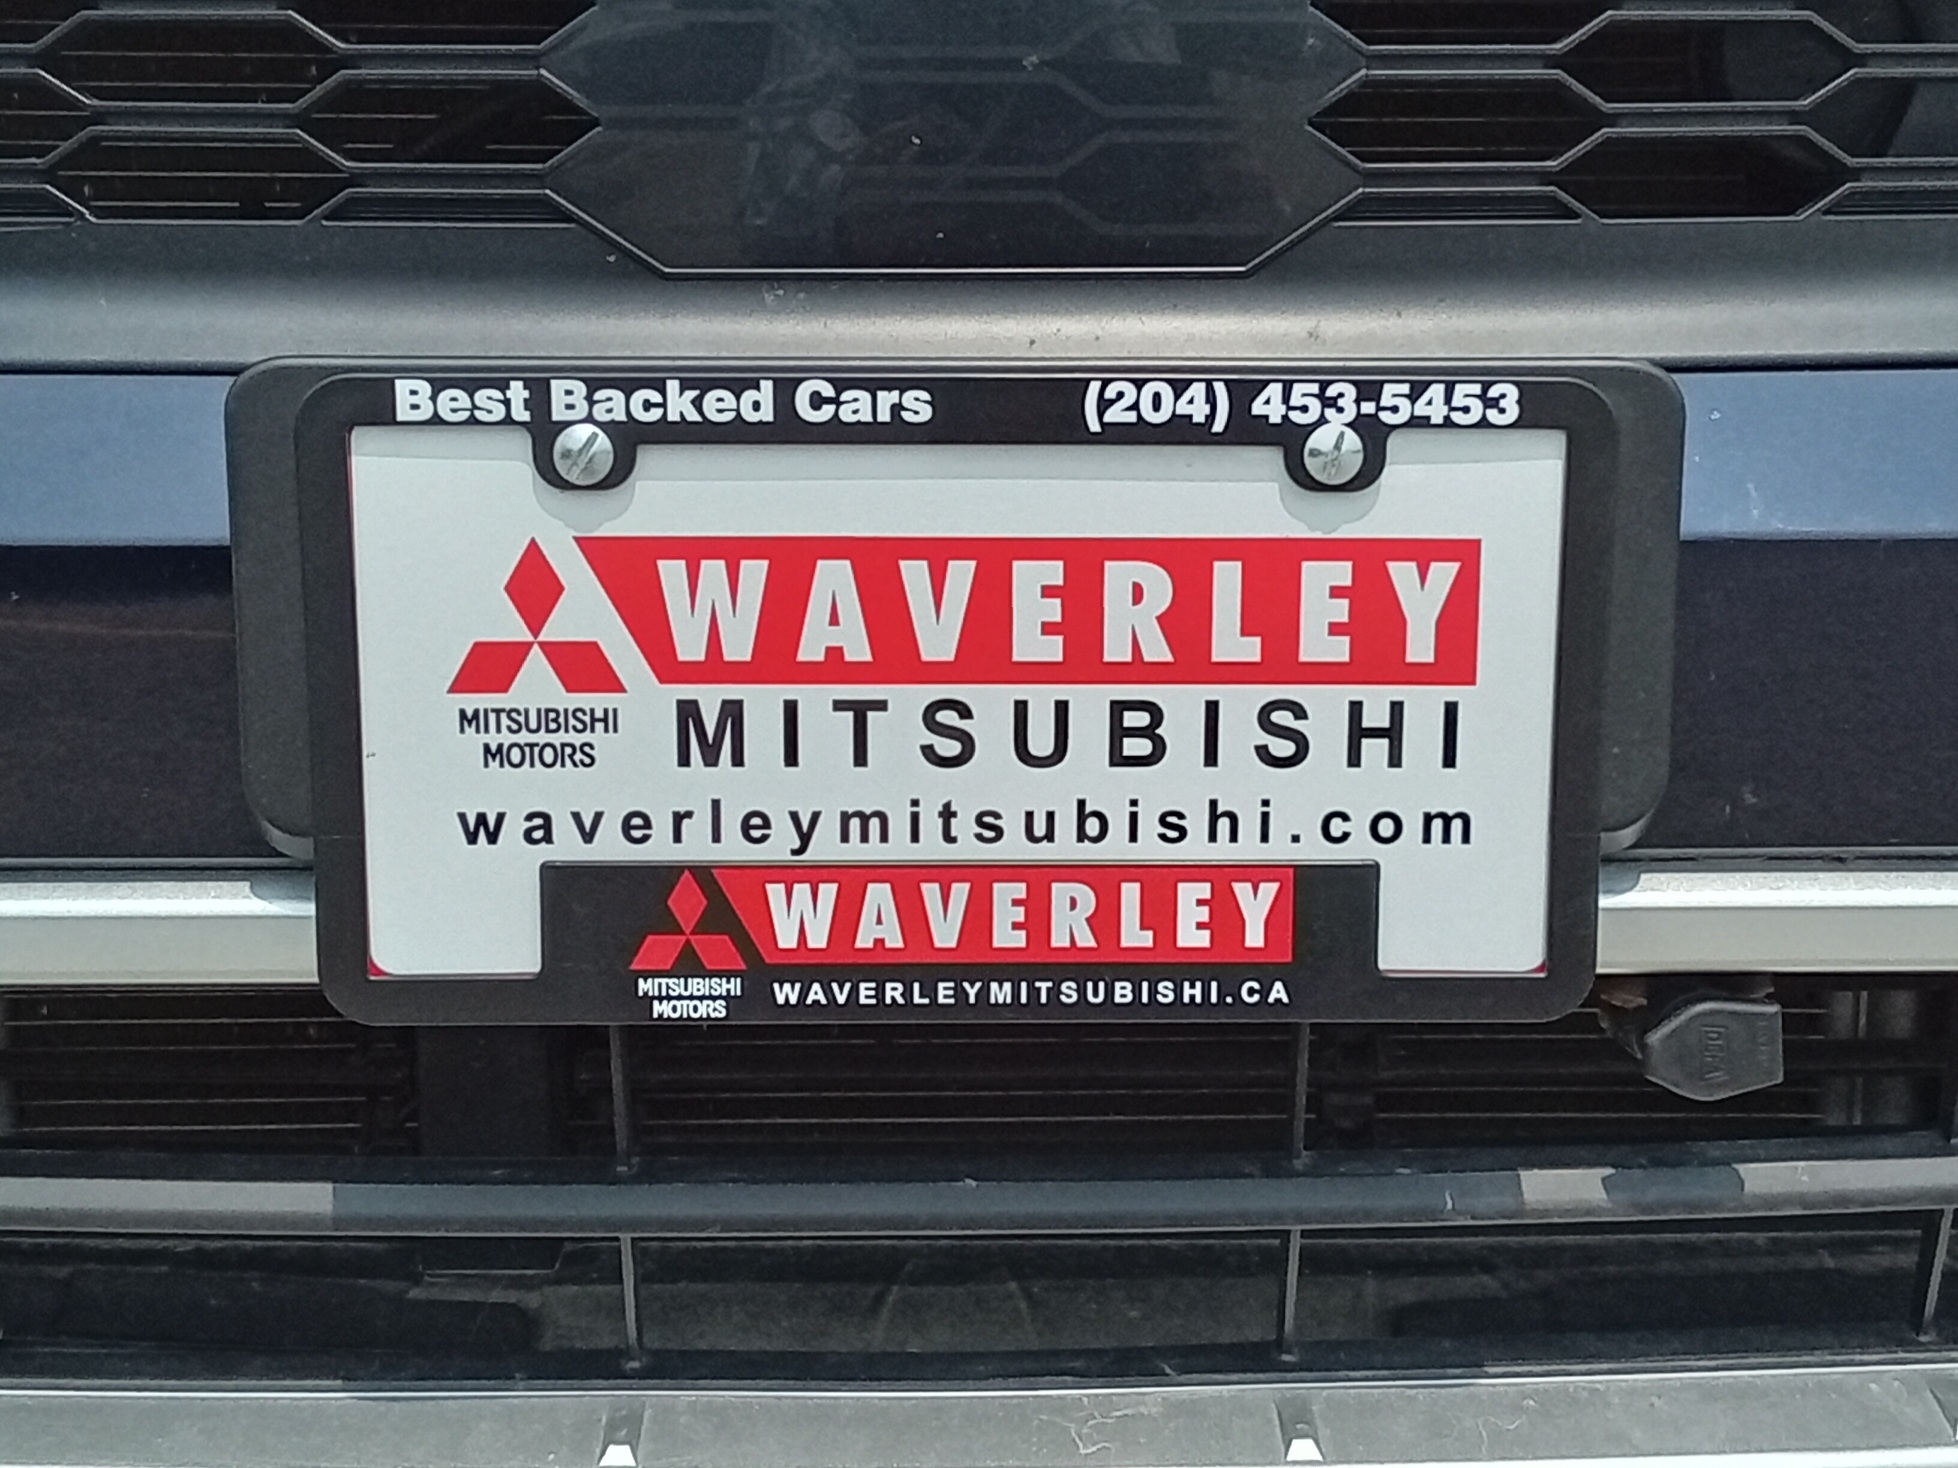 Best Backed Cars (204) 453-5453
WAVERLEY
MITSUBISHI
MITSUBISHI
MOTORS
waverleymitsubishi.com
WAVERLEY
MITSUBISHI
MOTORS
WAVERLEYMITSUBISHI.CA